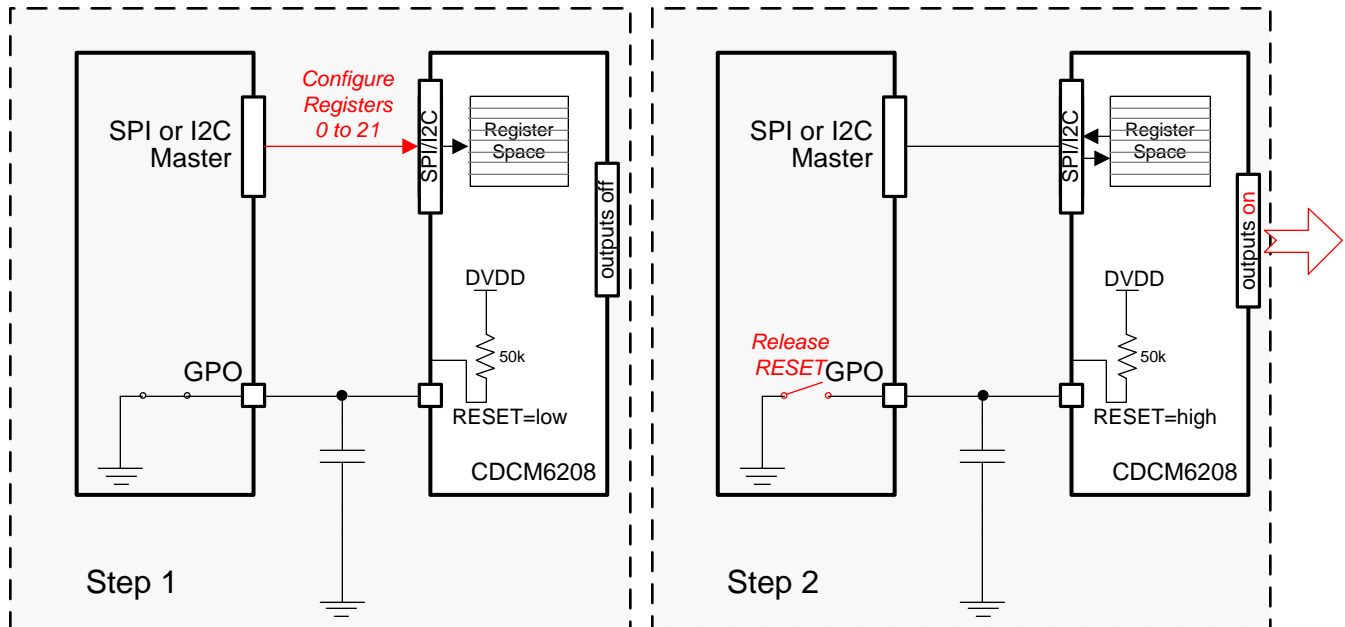 Configure
Registers
0 to 21
SPI or I2C
Master
SPI/I2C
Register
Space
outputs off
DVDD
50k
GPO
RESET=low
CDCM6208
Step 1
SPI or I2C
Master
SPI/I2C
Register
Space
outputs on
DVDD
50k
Release
RESET
GPO
RESET=high
CDCM6208
Step 2